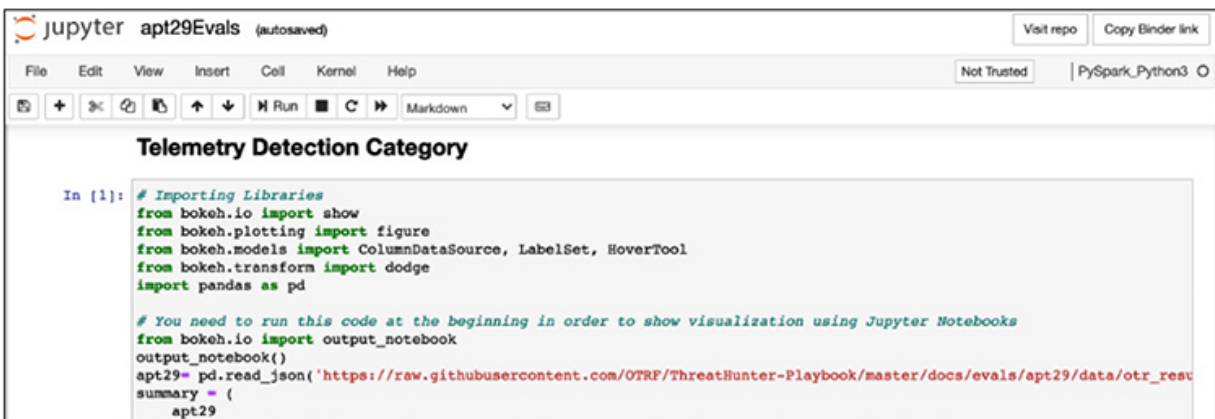 jupyter apt29Evals (autosaved) Visit repo Copy Binder link
File Edit View Insert Cell Kernel Help Not Trusted PySpark_Python3
Run Markdown
Telemetry Detection Category
In [1]: # Importing Libraries
from bokeh.io import show
from bokeh.plotting import figure
from bokeh.models import ColumnDataSource, LabelSet, HoverTool
from bokeh.transform import dodge
import pandas as pd
# You need to run this code at the beginning in order to show visualization using Jupyter Notebooks
from bokeh.io import output_notebook
output_notebook()
apt29= pd.read_json('https://raw.githubusercontent.com/OTRF/ThreatHunter-Playbook/master/docs/evals/apt29/data/otr_resu
summary = (
apt29